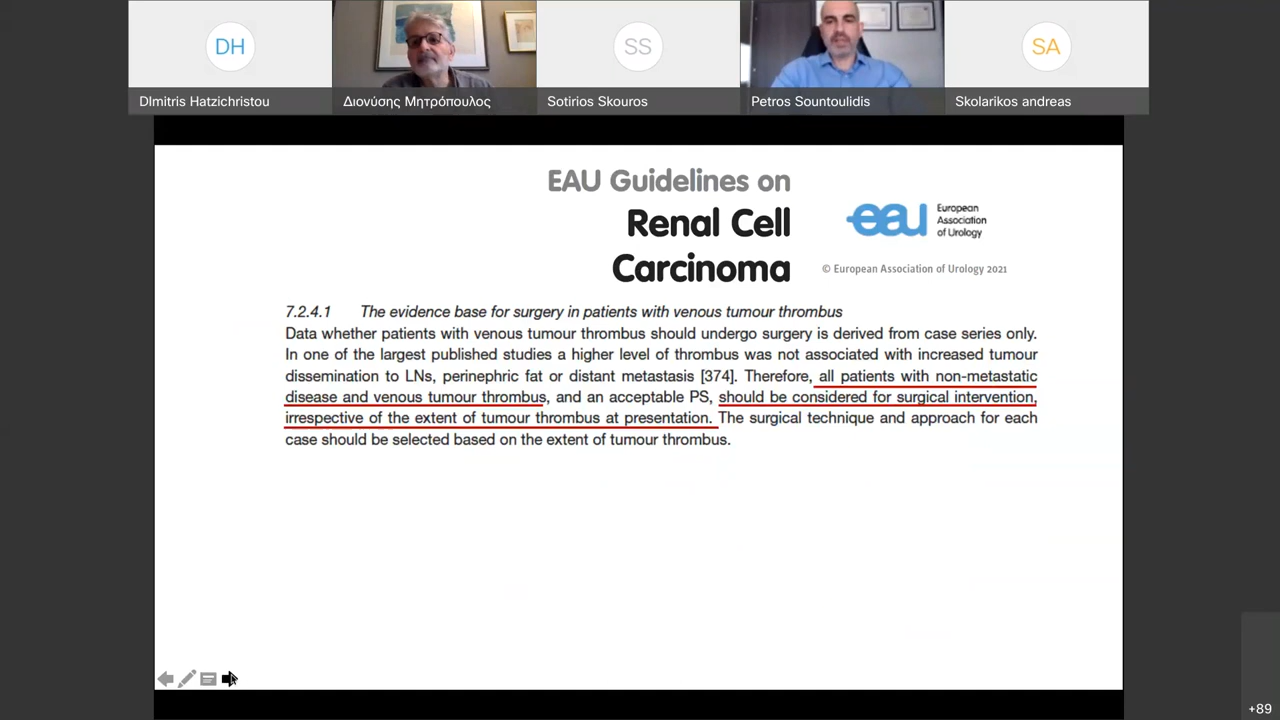 DH
SS
SA
DImitris Hatzichristou
Διονύσης Μητρόπουλος
Sotirios Skouros
Petros Sountoulidis
Skolarikos andreas
EAU Guidelines on
Renal Cell
Carcinoma
eau
European
Association
of Urology
© European Association of Urology 2021
7.2.4.1 The evidence base for surgery in patients with venous tumour thrombus
Data whether patients with venous tumour thrombus should undergo surgery is derived from case series only.
In one of the largest published studies a higher level of thrombus was not associated with increased tumour
dissemination to LNs, perinephric fat or distant metastasis [374]. Therefore, all patients with non-metastatic
disease and venous tumour thrombus, and an acceptable PS, should be considered for surgical intervention,
irrespective of the extent of tumour thrombus at presentation. The surgical technique and approach for each
case should be selected based on the extent of tumour thrombus.
+89